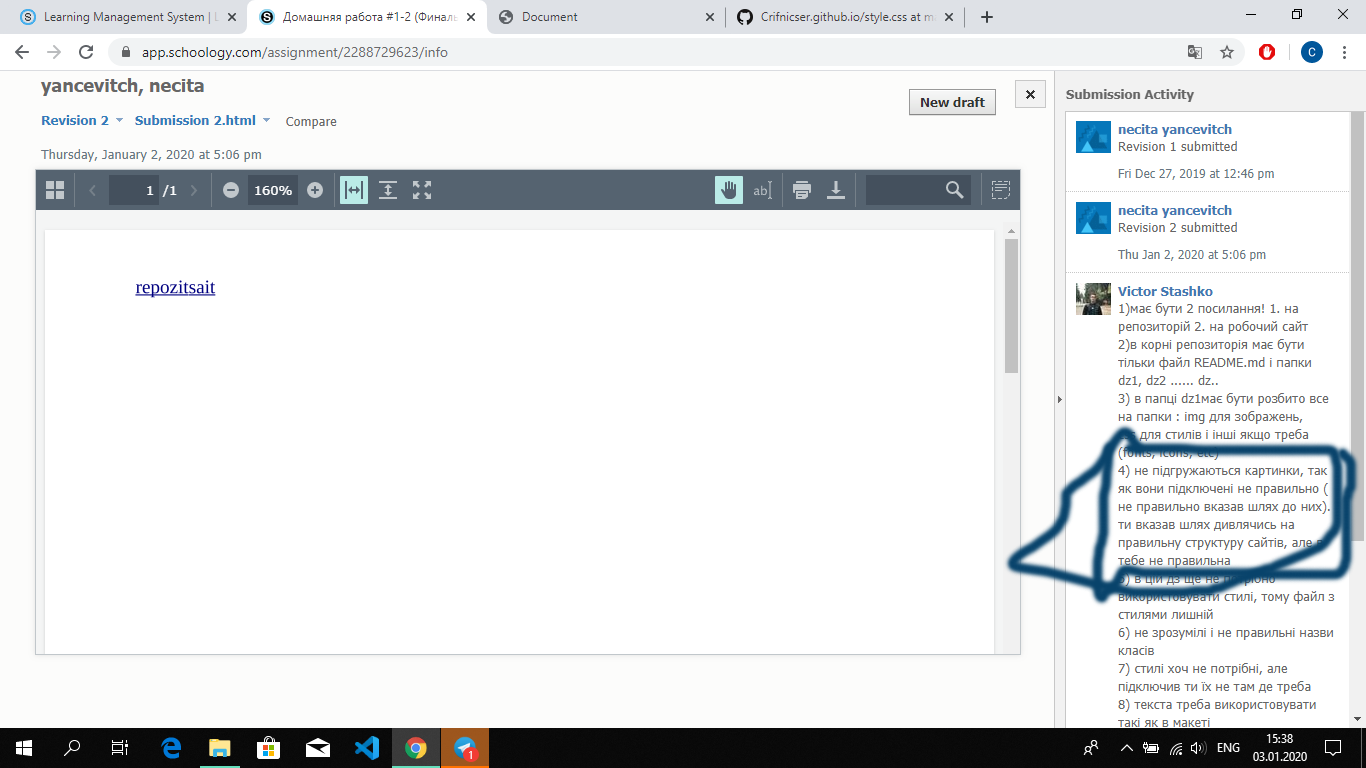 Learning Management System | L
Домашняя работа #1-2 (Финаль
Document
Crifnicser.github.io/style.css at ma
app.schoology.com/assignment/2288729623/info
C
yancevitch, necita
New draft
Revision 2
Submission 2.html
Compare
Thursday, January 2, 2020 at 5:06 pm
1 /1
160%
ab
repozitsait
Submission Activity
necita yancevitch
Revision 1 submitted
Fri Dec 27, 2019 at 12:46 pm
necita yancevitch
Revision 2 submitted
Thu Jan 2, 2020 at 5:06 pm
Victor Stashko
1)має бути 2 посилання! 1. на
репозиторій 2. на робочий сайт
2)в корні репозиторія має бути
тільки файл README.md і папки
dz1, dz2 ...... dz..
3) в папці dz1має бути розбито все
на папки : img для зображень,
для стилів і інші якщо треба
(fonts, icons, etc)
4) не підгружаються картинки, так
як вони підключені не правильно (
не правильно вказав шлях до них).
ти вказав шлях дивлячись на
правильну структуру сайтів, але
тебе не правильна
5) в цій дз ще не потрібно
використовувати стилі, тому файл з
стилями лишній
6) не зрозумілі і не правильні назви
класів
7) стилі хоч не потрібні, але
підключив ти їх не там де треба
8) текста треба використовувати
такі як в макеті
1
ENG
15:38
03.01.2020